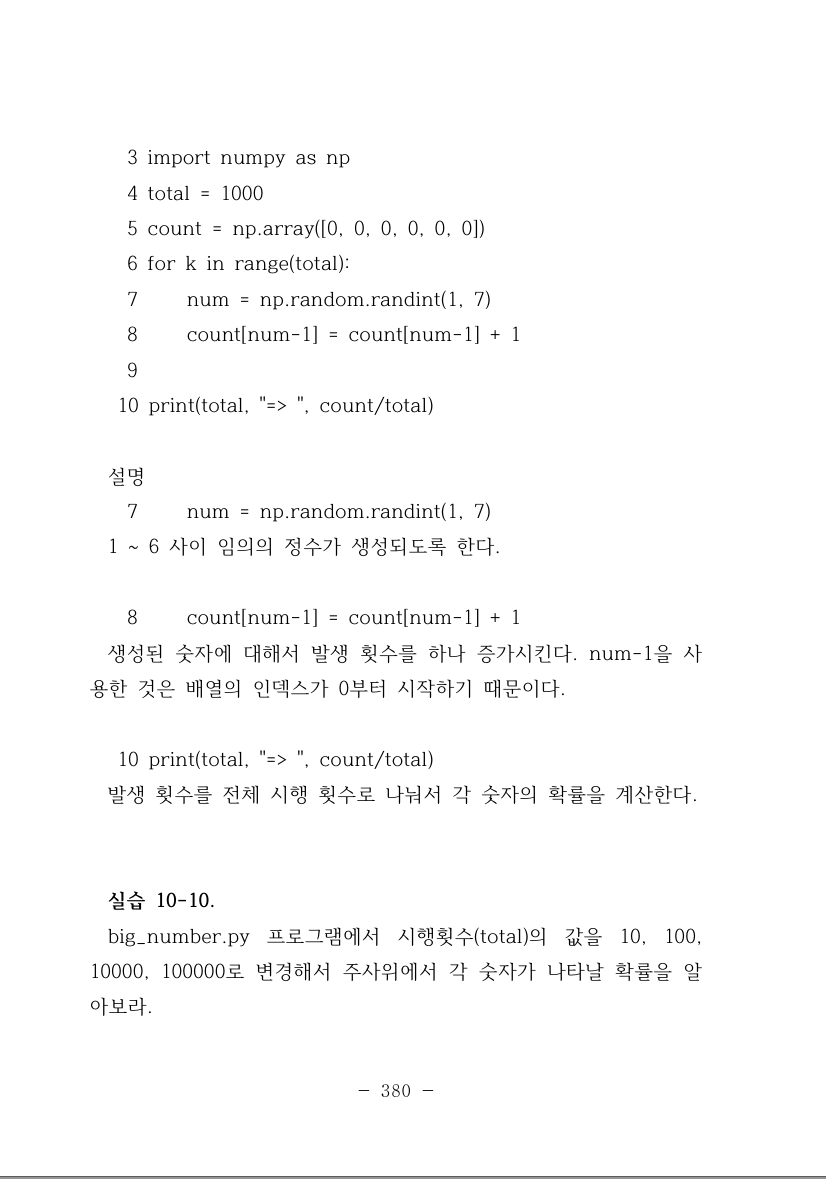 3 import numpy as np
4 total = 1000
5 count = np.array([0, 0, 0, 0, 0, 0])
6 for k in range(total):
7     num = np.random.randint(1, 7)
8     count[num-1] = count[num-1] + 1
9
10 print(total, "=> ", count/total)
설명
7     num = np.random.randint(1, 7)
1 ~ 6 사이 임의의 정수가 생성되도록 한다.
8     count[num-1] = count[num-1] + 1
생성된 숫자에 대해서 발생 횟수를 하나 증가시킨다. num-1을 사
용한 것은 배열의 인덱스가 0부터 시작하기 때문이다.
10 print(total, "=> ", count/total)
발생 횟수를 전체 시행 횟수로 나눠서 각 숫자의 확률을 계산한다.
실습 10-10.
big_number.py 프로그램에서 시행횟수(total)의 값을 10, 100,
10000, 100000로 변경해서 주사위에서 각 숫자가 나타날 확률을 알
아보라.
- 380 -